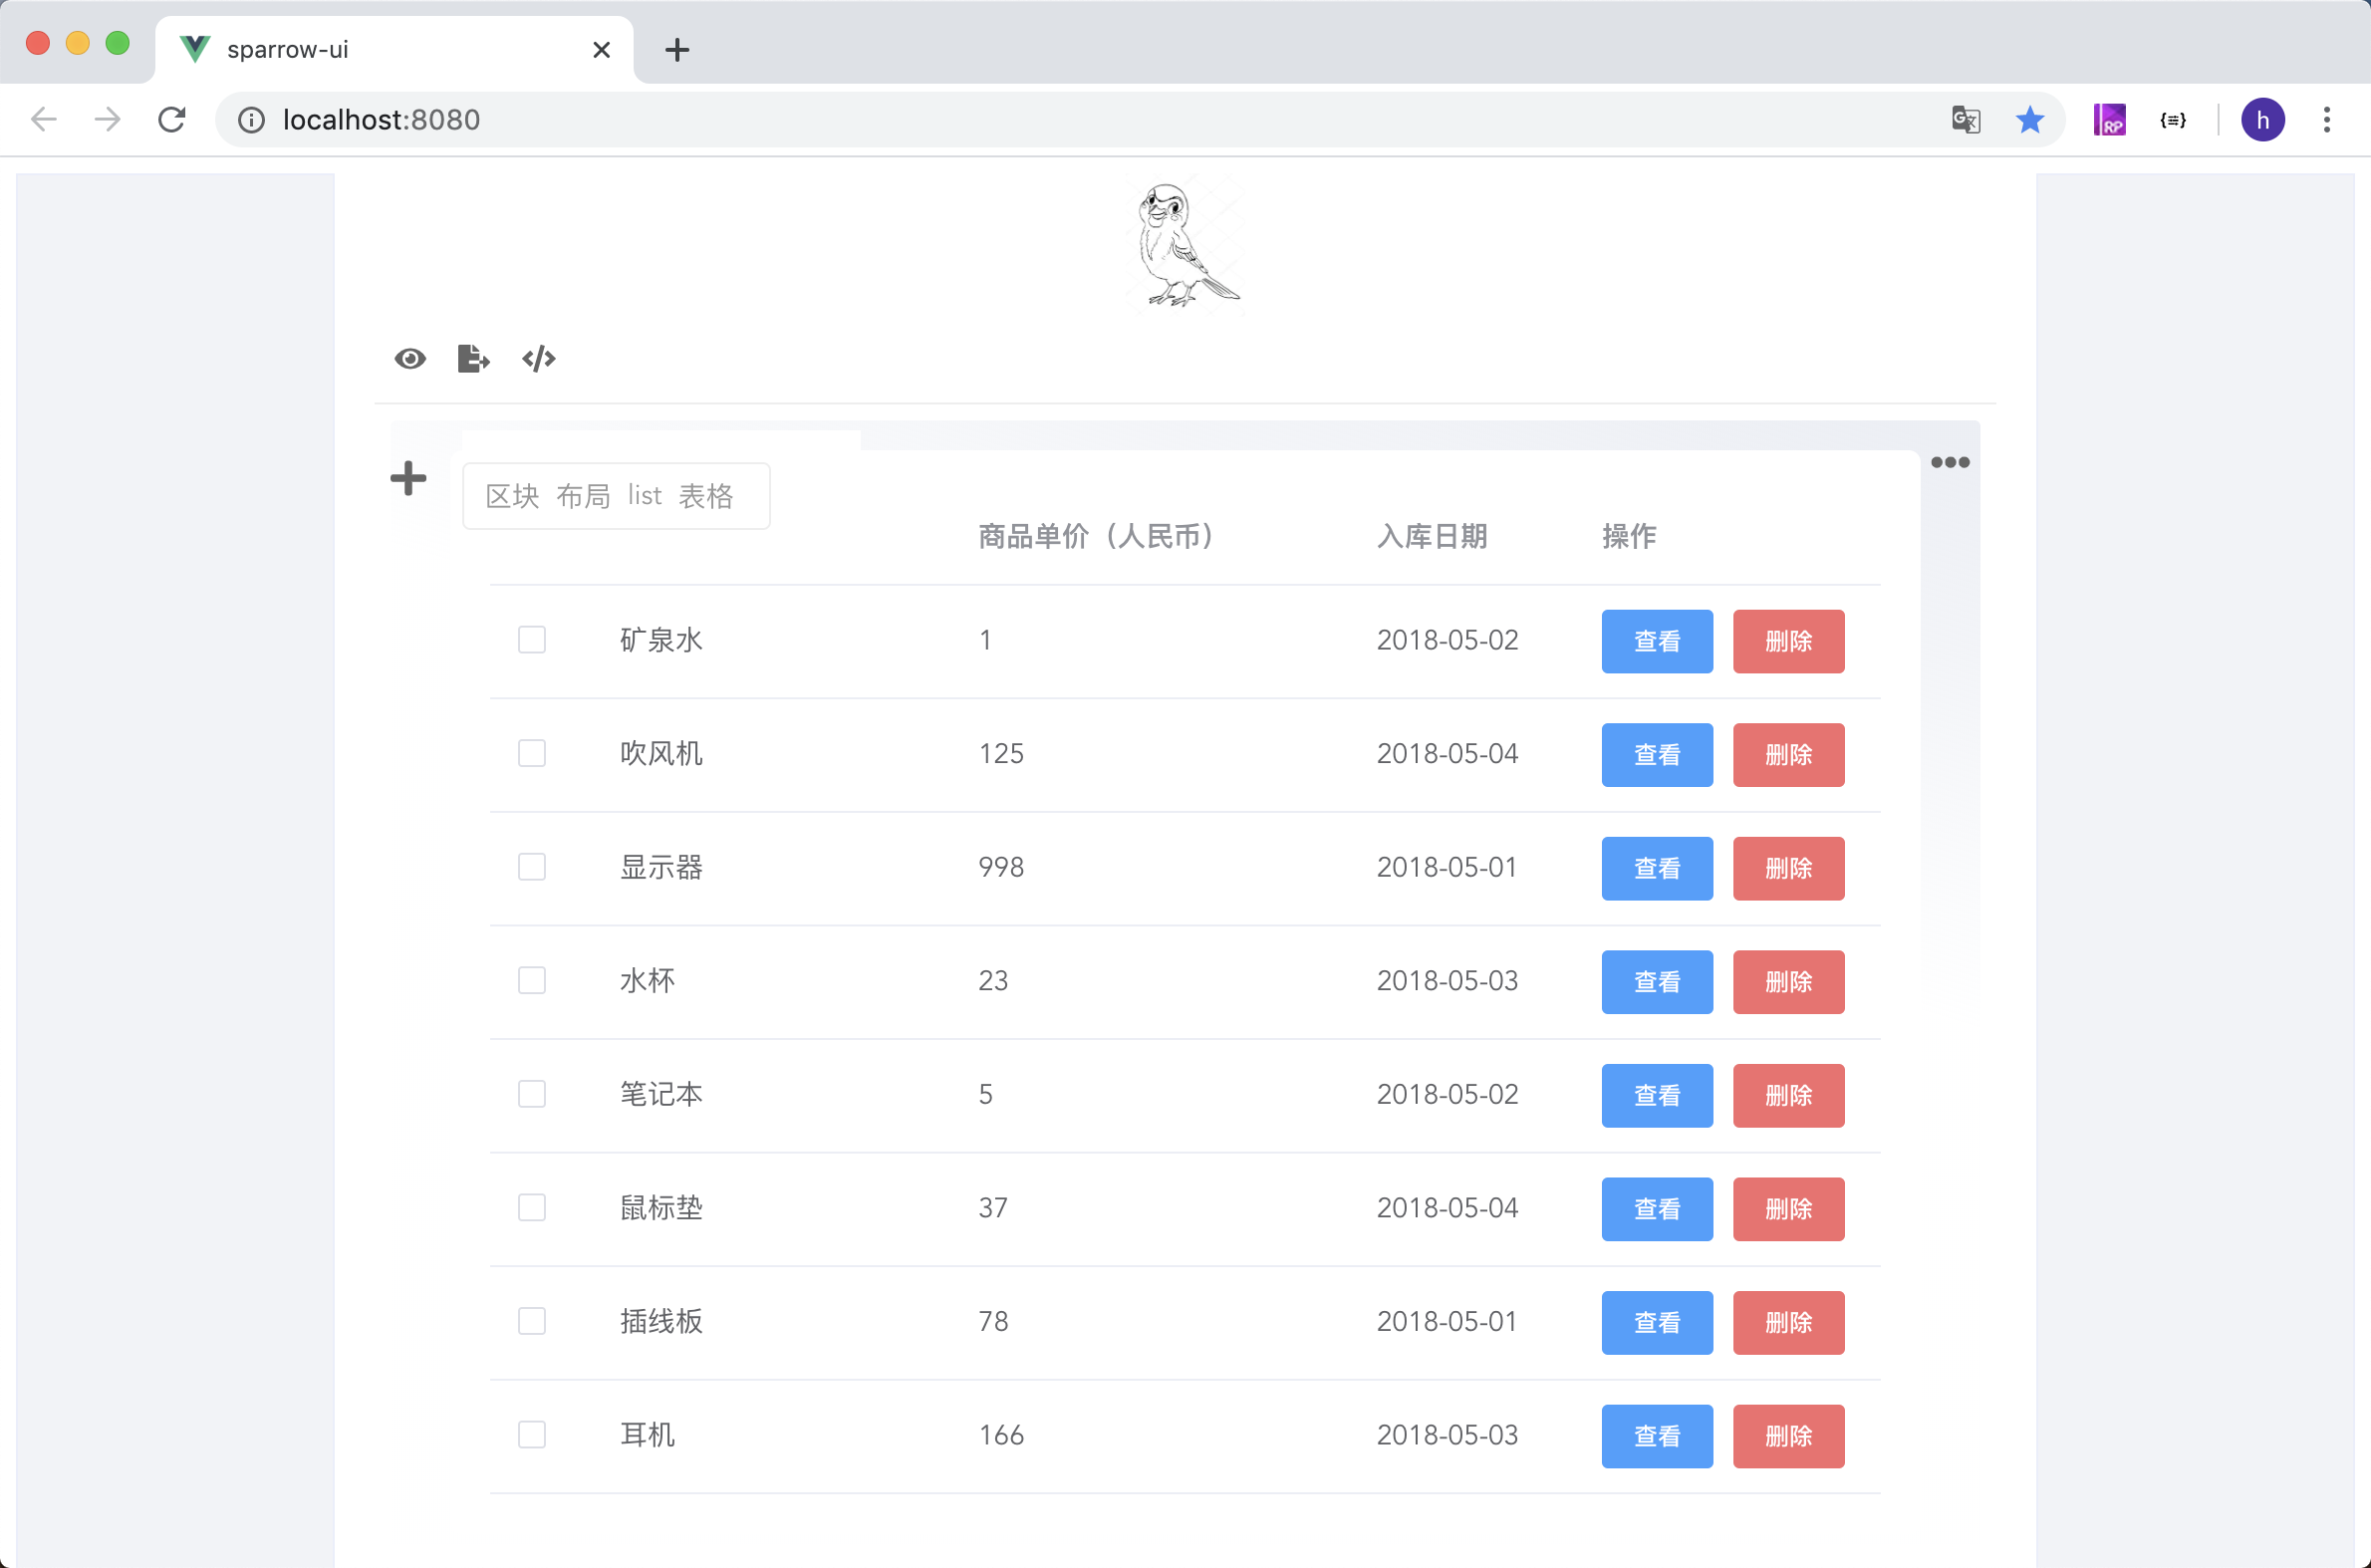 sparrow-ui
localhost:8080
RP
h
区块 布局 list 表格
商品单价（人民币） 入库日期 操作
矿泉水 1 2018-05-02 查看 删除
吹风机 125 2018-05-04 查看 删除
显示器 998 2018-05-01 查看 删除
水杯 23 2018-05-03 查看 删除
笔记本 5 2018-05-02 查看 删除
鼠标垫 37 2018-05-04 查看 删除
插线板 78 2018-05-01 查看 删除
耳机 166 2018-05-03 查看 删除